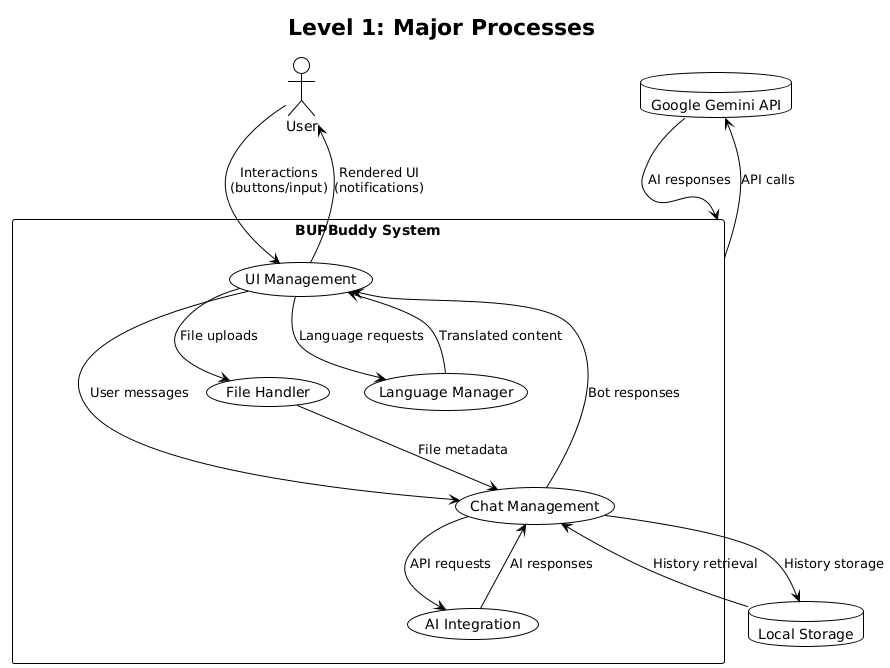 Level 1: Major Processes
User
Google Gemini API
Interactions
(buttons/input)
Rendered UI
(notifications)
AI responses
API calls
BUPBuddy System
UI Management
File uploads
Language requests
Translated content
User messages
File Handler
Language Manager
Bot responses
File metadata
Chat Management
API requests
AI responses
History retrieval
History storage
AI Integration
Local Storage